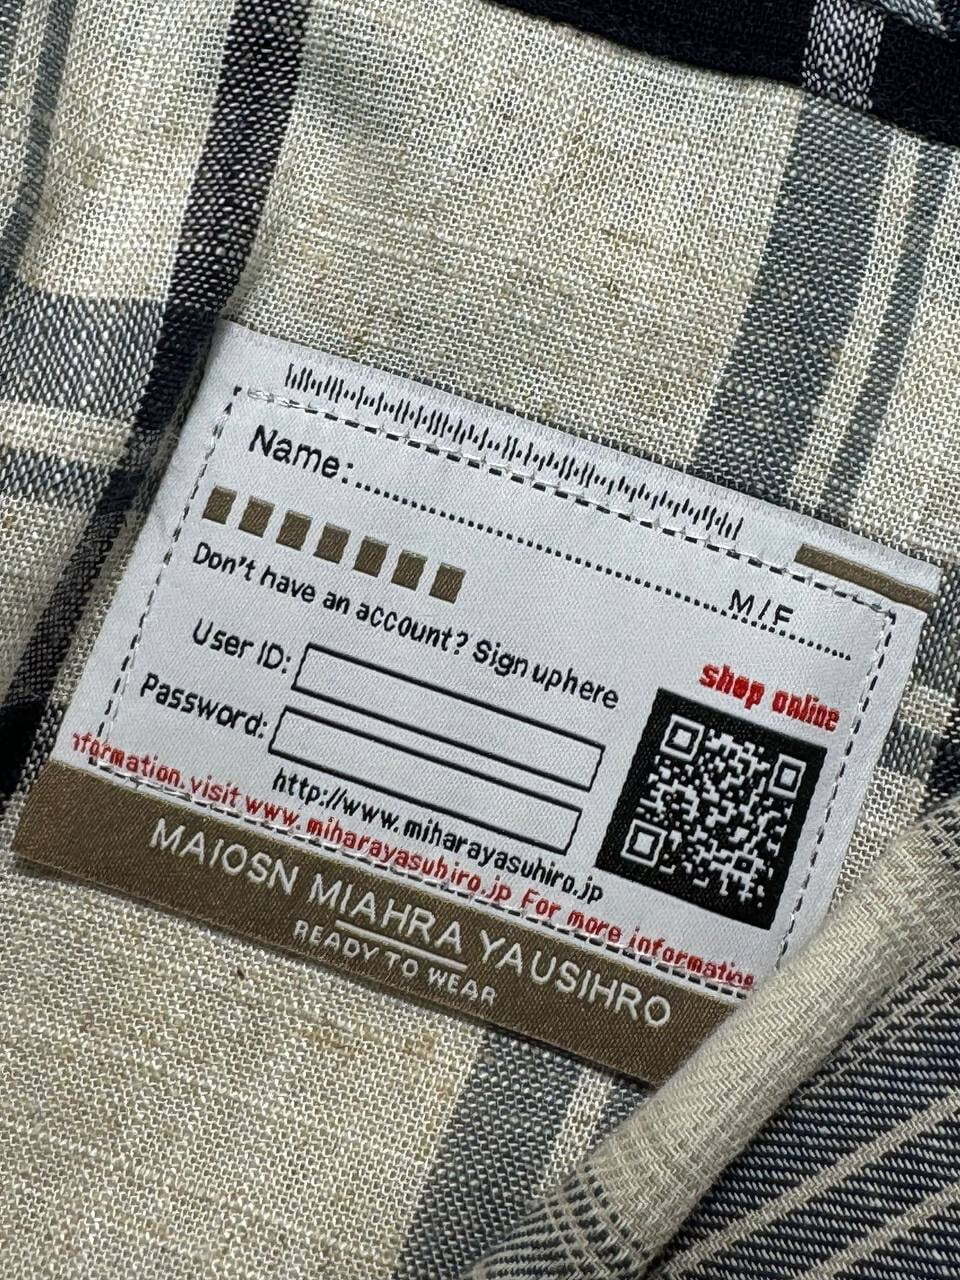 Name:
M/F
Don't have an account? Sign uphere
User ID:
Password:
shop online
http://www.miharayasuhiro.jp
nformation.visit www.miharayasuhiro.jp For more information
MAIOSN MIAHRA YAUSIHRO
READY TO WEAR